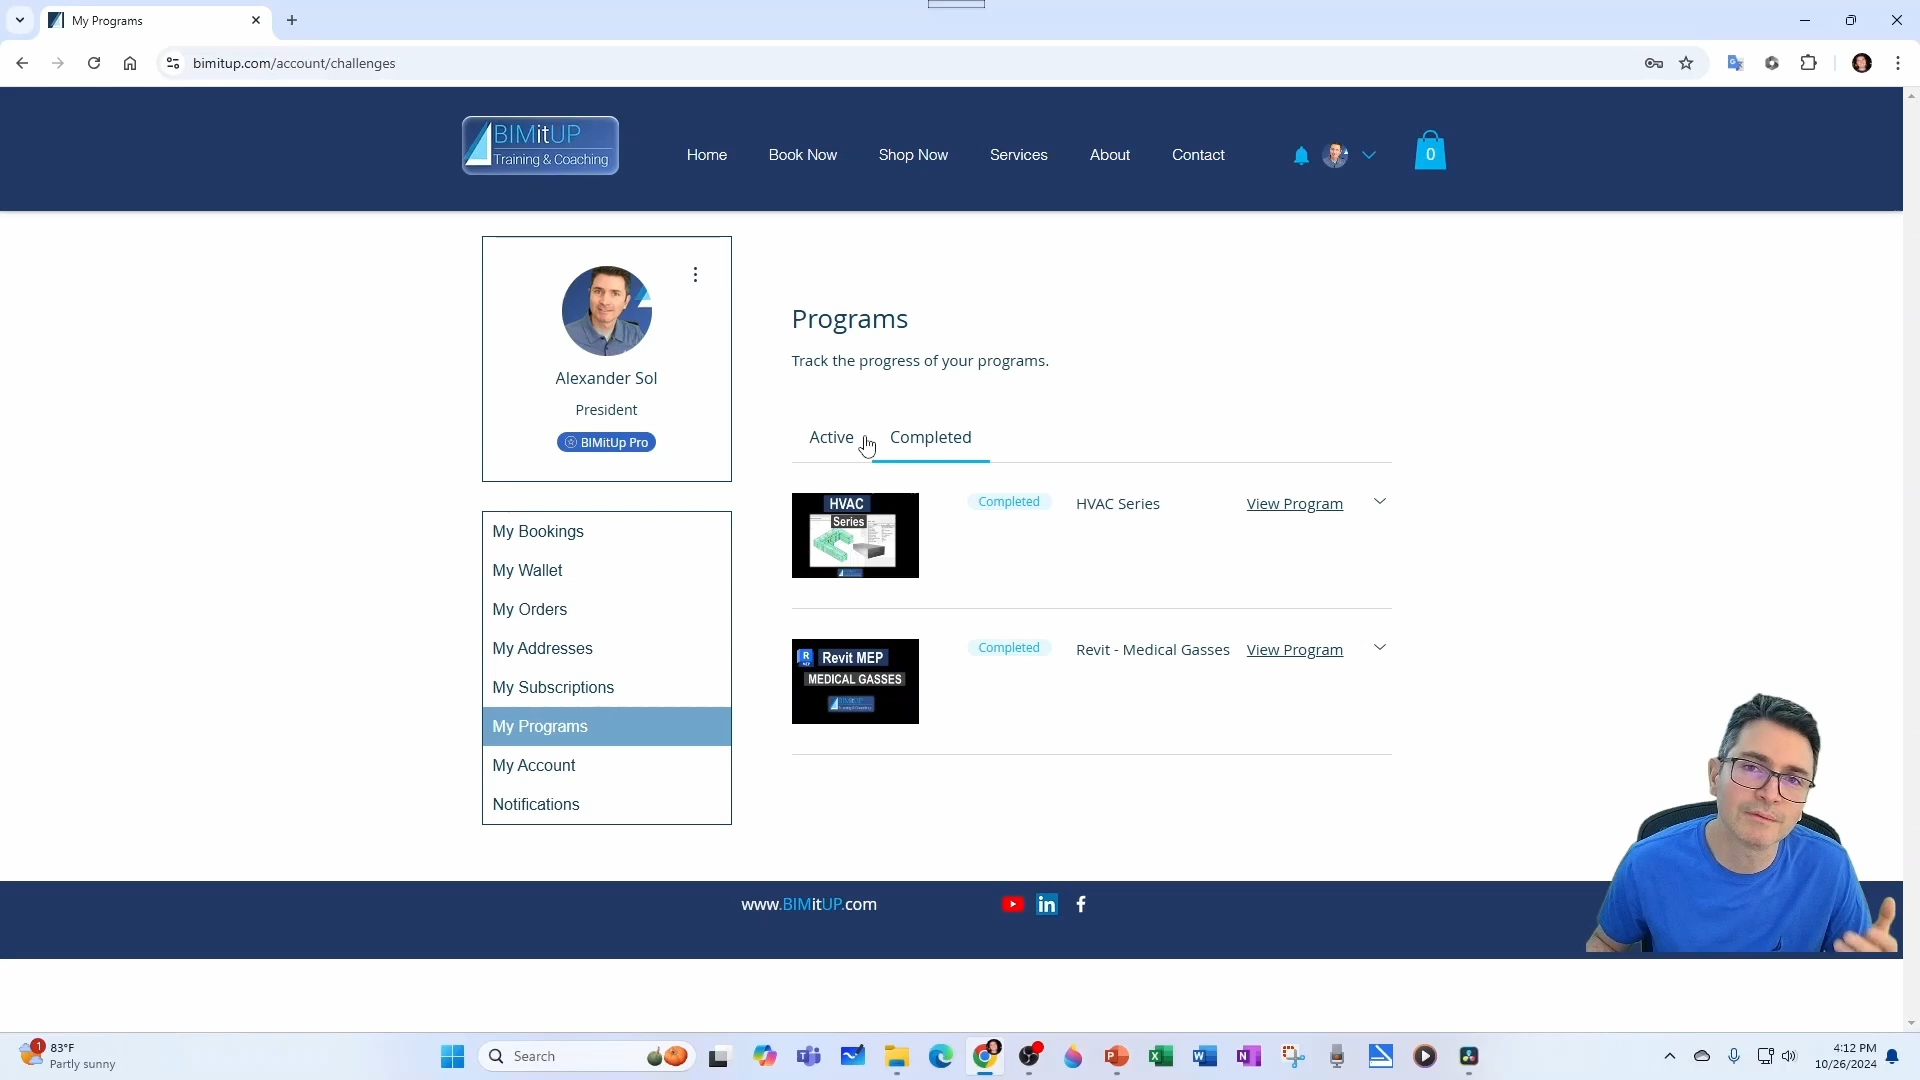 My Programs
bimitup.com/account/challenges
BIMitUP
Training & Coaching
Home
Book Now
Shop Now
Services
About
Contact
0
Alexander Sol
President
BIMitUp Pro
My Bookings
My Wallet
My Orders
My Addresses
My Subscriptions
My Programs
My Account
Notifications
Programs
Track the progress of your programs.
Active
Completed
HVAC
Series
Completed
HVAC Series
View Program
Revit MEP
MEDICAL GASSES
Completed
Revit - Medical Gasses
View Program
www.BIMitUP.com
1
83°F
Partly sunny
Search
4:12 PM
10/26/2024